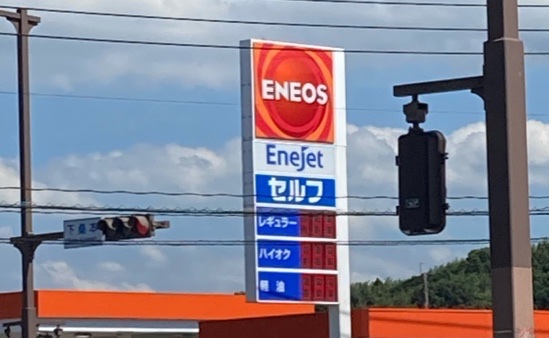 ENEOS
EneJet
セルフ
レギュラー
ハイオク
軽油